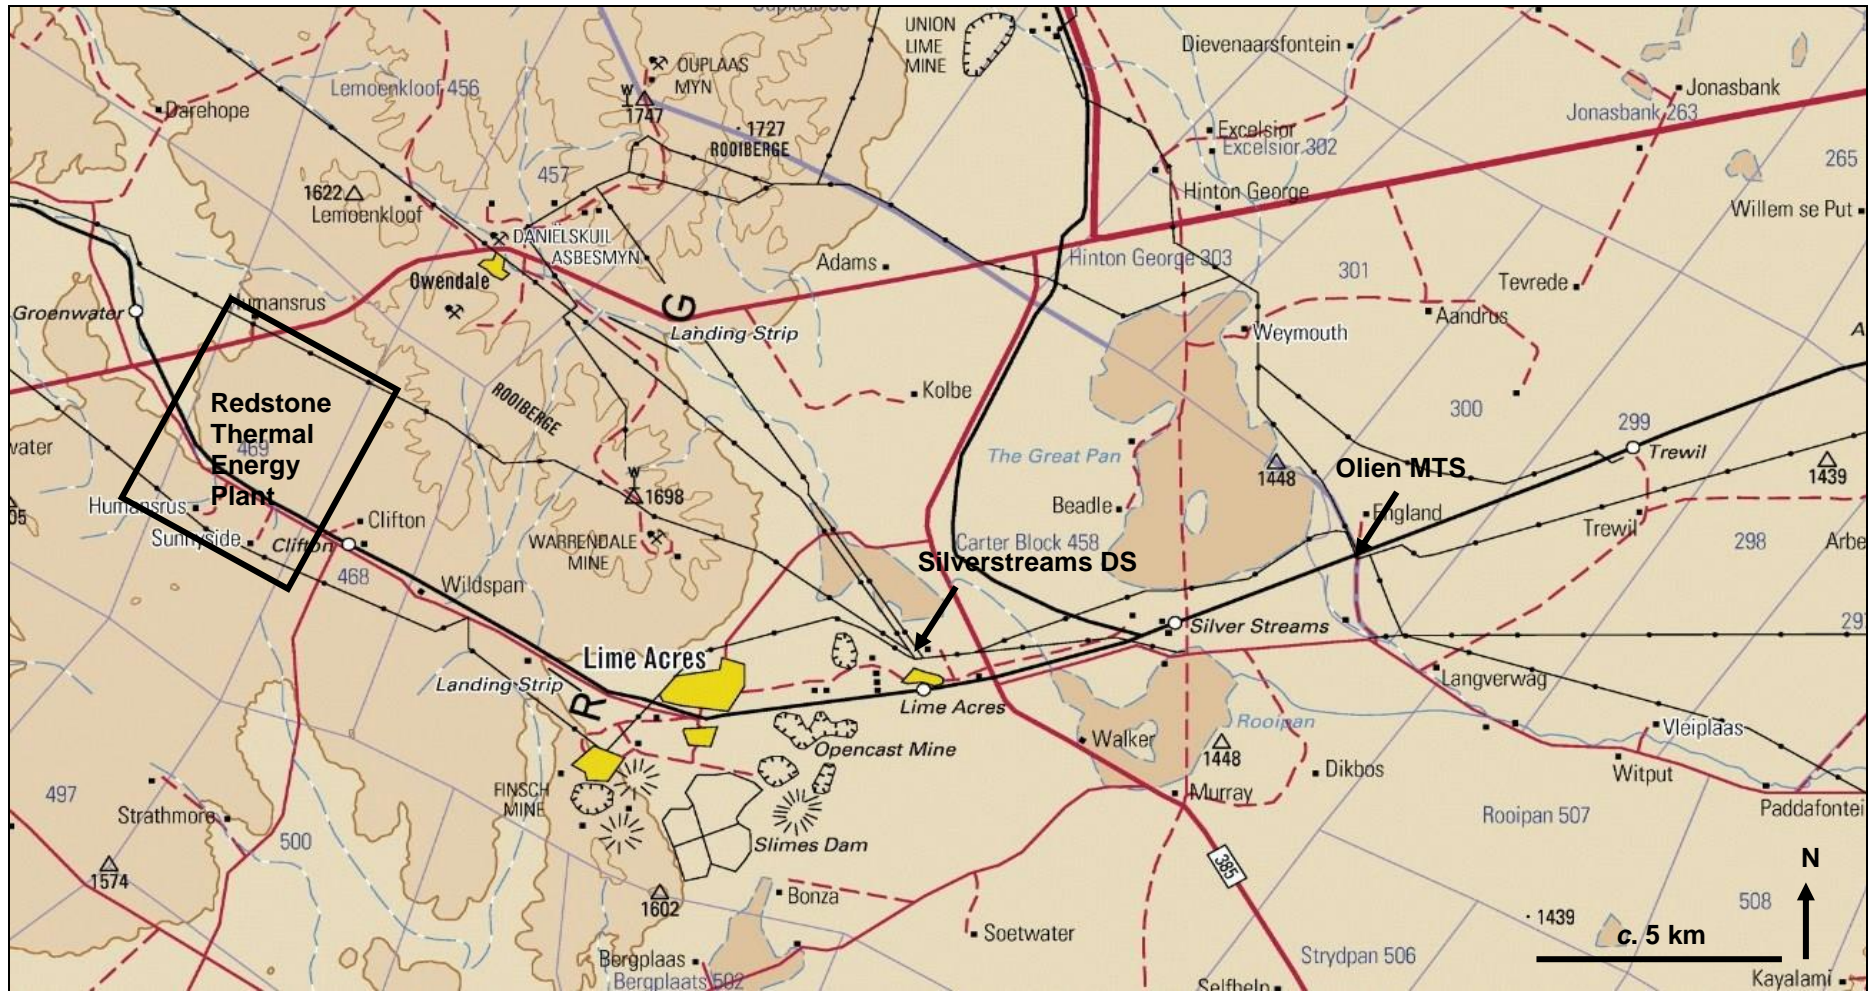 UNION
LIME
MINE
Dievenaarsfontein
OUPLAAS
MYN
Lemoenkloof 456
Jonasbank
Darehope
1747
Jonasbank 263
1727
ROOIBERGE
Excelsior
Excelsior 302
265
457
1622
Lemoenkloof
Hinton George
Willem se Put
DANIËLSKUIL
ASBESMYN
Adams
Hinton George 303
301
Owendale
Tevrede
Groenwater
Humansrus
G
Landing Strip
Weymouth
Aandrus
Kolbe
ROOIBERGE
300
299
Redstone
Thermal
Energy
Plant
469
water
The Great Pan
1448
Olien MTS
Trewil
1439
1698
Humansrus
Beadle
England
Clifton
Trewil
Sunnyside
Clifton
WARRENDALE
MINE
Carter Block 458
298
Arbe
Silverstreams DS
468
Wildspan
Silver Streams
297
Lime Acres
Landing Strip
R
Lime Acres
Langverwag
Rooipan
Opencast Mine
Walker
1448
Vleiplaas
Dikbos
Witput
FINSCH
MINE
497
Murray
Strathmore
Rooipan 507
Paddafontei
500
Slimes Dam
385
N
1574
1602
Bonza
508
1439
Soetwater
c. 5 km
Bergplaas
Bergplaats 502
Strydpan 506
Selfhelp
Kayalami